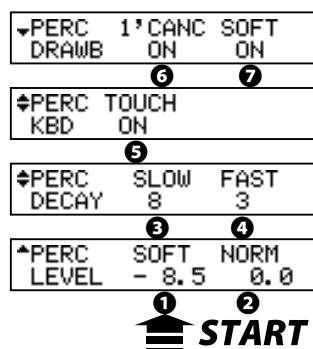 PERC 1'CANC SOFT
DRAWB ON ON
6 7
PERC TOUCH
KBD ON
5
PERC SLOW FAST
DECAY 8 3
3 4
PERC SOFT NORM
LEVEL - 8.5 0.0
1 2
START